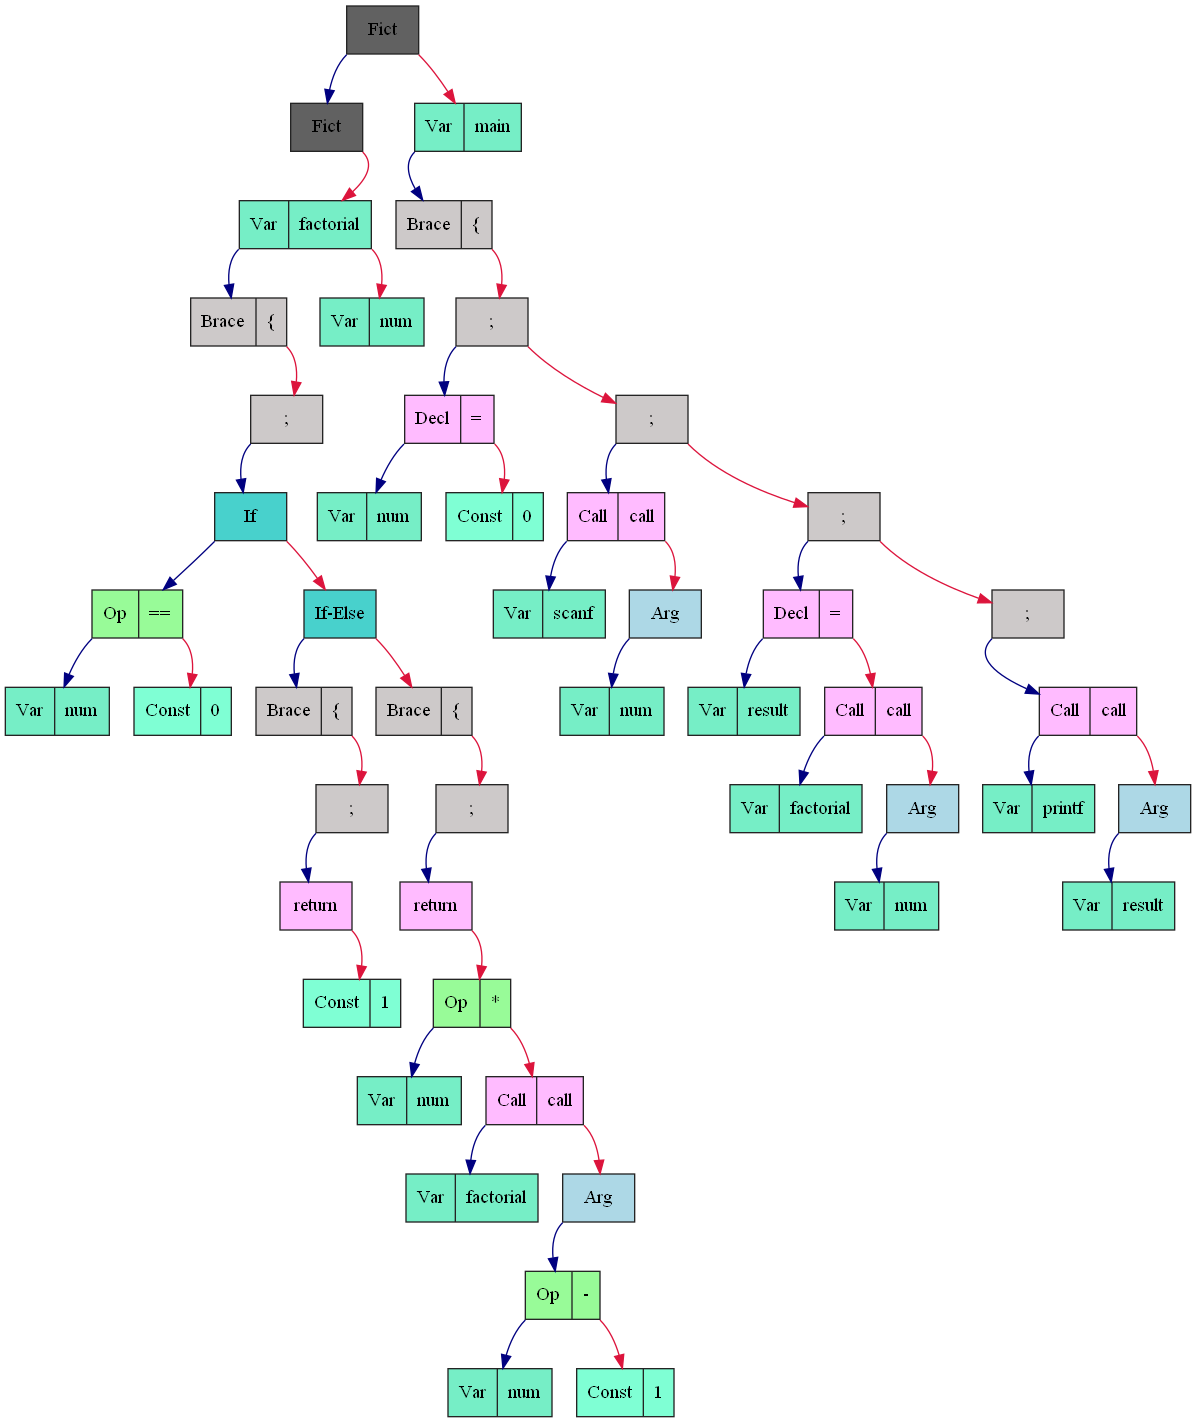 Fict
Fict
Var main
Var factorial
Brace {
Brace {
Var num
;
;
Decl =
;
If
Var num
Const 0
Call call
;
Op ==
If-Else
Var scanf
Arg
Decl =
;
Var num
Const 0
Brace {
Brace {
Var num
Var result
Call call
Call call
;
;
Var factorial
Arg
Var printf
Arg
return
return
Var num
Var result
Const 1
Op *
Var num
Call call
Var factorial
Arg
Op -
Var num
Const 1